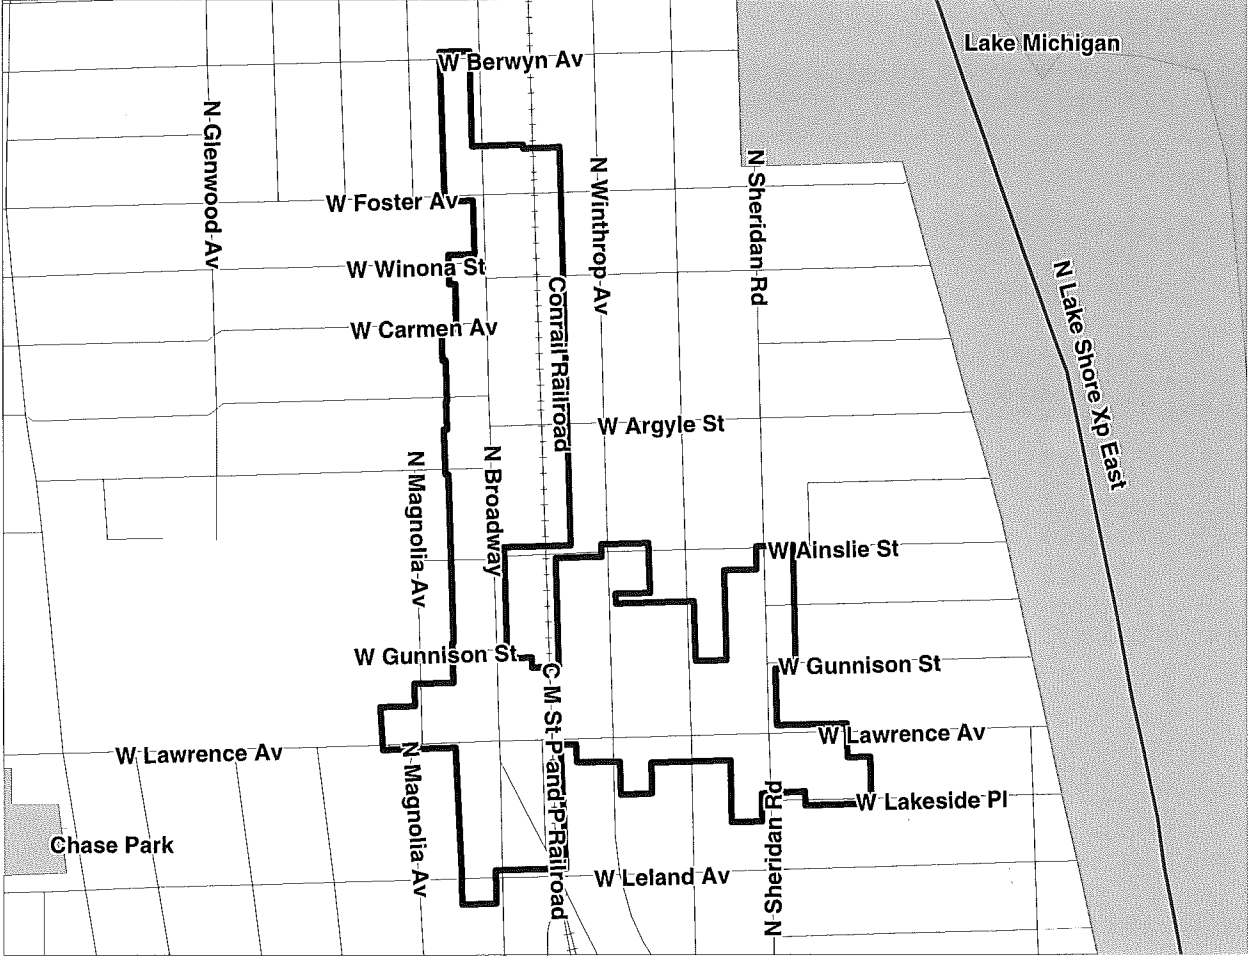 Lake Michigan
W Berwyn Av
N Glenwood Av
N Winthrop Av
N Sheridan Rd
W Foster Av
W Winona St
Conrail Railroad
N Lake Shore Xp East
W Carmen Av
W Argyle St
N Magnolia Av
N Broadway
W Ainslie St
W Gunnison St
W Gunnison St
C M St P and P Railroad
W Lawrence Av
W Lawrence Av
N Magnolia Av
N Sheridan Rd
W Lakeside Pl
Chase Park
W Leland Av